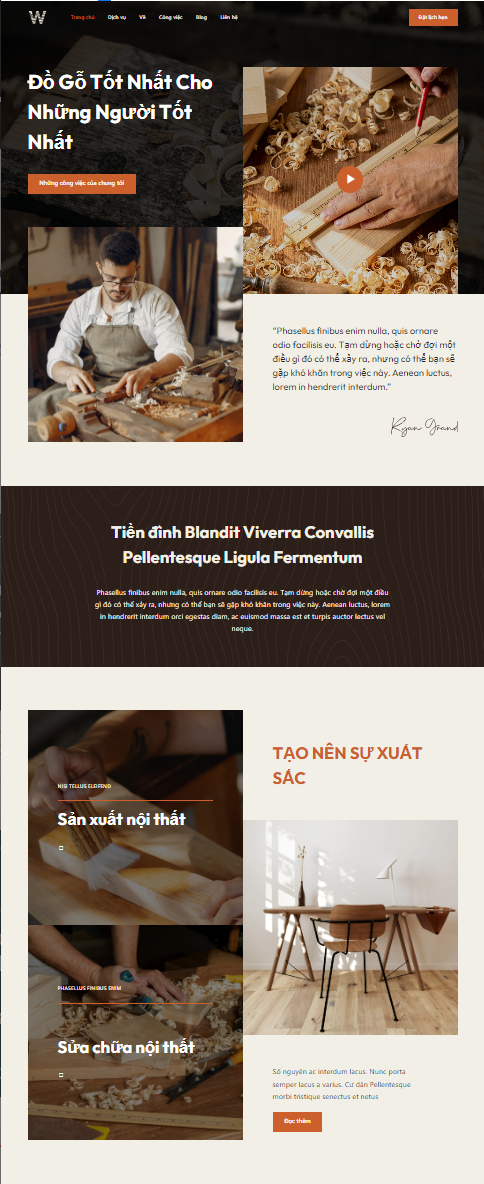 W
Trang chủ Dịch vụ Về Công việc Blog Liên hệ
Đặt lịch hẹn
Đồ Gỗ Tốt Nhất Cho
Những Người Tốt
Nhất
Những công việc của chung tôi
“Phasellus finibus enim nulla, quis ornare
odio facilisis eu. Tạm dừng hoặc chờ đợi một
điều gì đó có thể xảy ra, nhưng có thể bạn sẽ
gặp khó khăn trong việc này. Aenean luctus,
lorem in hendrerit interdum.”
Ryan Grand
Tiền đình Blandit Viverra Convallis
Pellentesque Ligula Fermentum
Phasellus finibus enim nulla, quis ornare odio facilisis eu. Tạm dừng hoặc chờ đợi một điều
gì đó có thể xảy ra, nhưng có thể bạn sẽ gặp khó khăn trong việc này. Aenean luctus, lorem
in hendrerit interdum orci egestas diam, ac euismod massa est et turpis auctor lectus vel
neque.
NISI TELLUS ELEIFEND
Sản xuất nội thất
PHASELLUS FINIBUS ENIM
Sửa chữa nội thất
TẠO NÊN SỰ XUẤT
SẮC
Số nguyên ac interdum lacus. Nunc porta
semper lacus a varius. Cư dân Pellentesque
morbi tristique senectus et netus
Đọc thêm